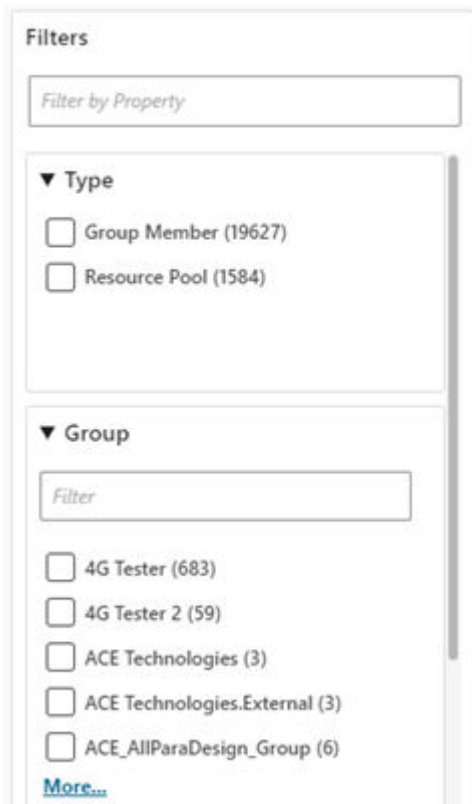 Filters
Filter by Property
Type
Group Member (19627)
Resource Pool (1584)
Group
Filter
4G Tester (683)
4G Tester 2 (59)
ACE Technologies (3)
ACE Technologies.External (3)
ACE_AllParaDesign_Group (6)
More...